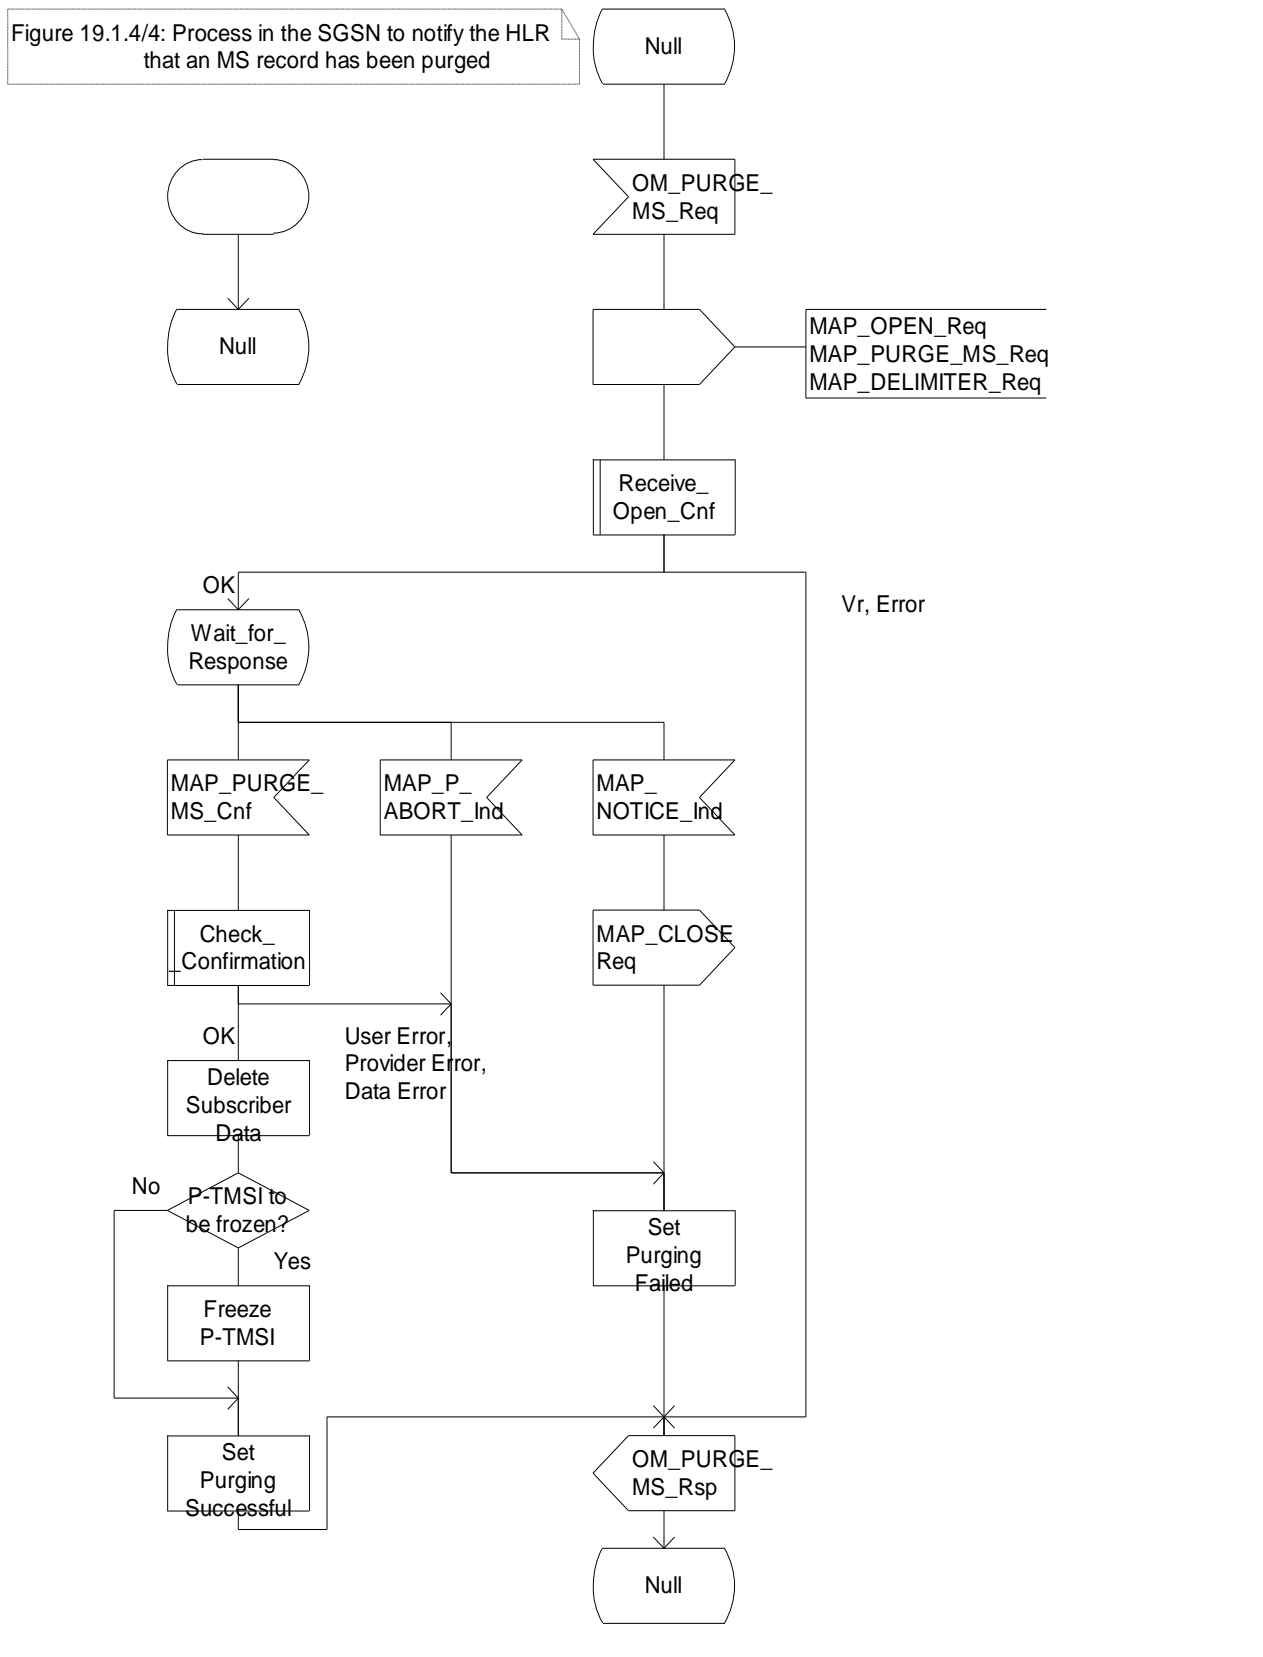 Figure 19.1.4/4: Process in the SGSN to notify the HLR
that an MS record has been purged
Null
OM_PURGE_
MS_Req
Null
MAP_OPEN_Req
MAP_PURGE_MS_Req
MAP_DELIMITER_Req
Receive_
Open_Cnf
OK
Vr, Error
Wait_for_
Response
MAP_PURGE_
MS_Cnf
MAP_P_
ABORT_Ind
MAP_
NOTICE_Ind
Check_
_Confirmation
MAP_CLOSE
Req
OK
User Error,
Provider Error,
Data Error
Delete
Subscriber
Data
No
P-TMSI to
be frozen?
Yes
Set
Purging
Failed
Freeze
P-TMSI
Set
Purging
Successful
OM_PURGE_
MS_Rsp
Null